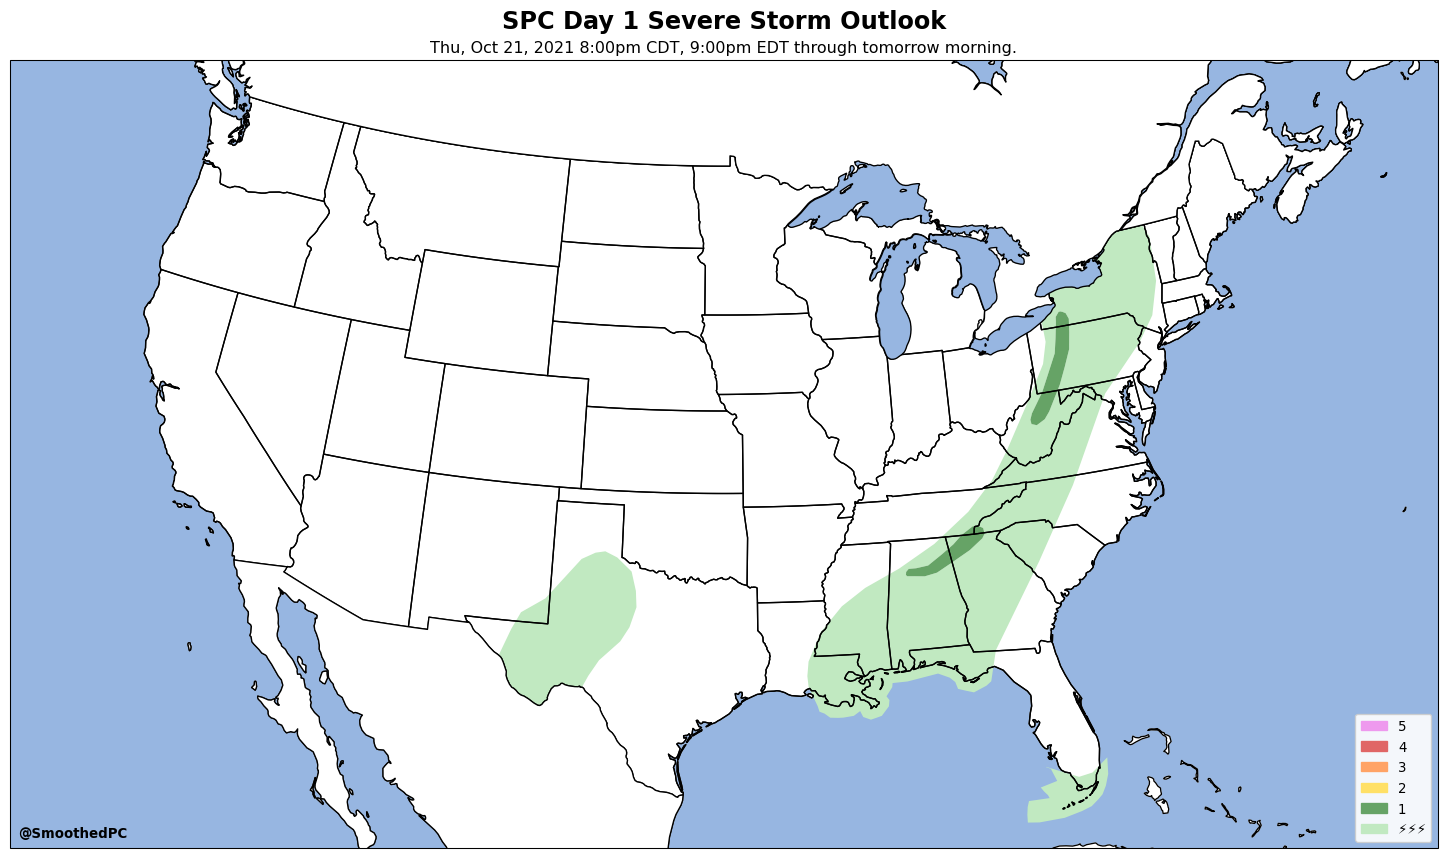 SPC Day 1 Severe Storm Outlook
Thu, Oct 21, 2021 8:00pm CDT, 9:00pm EDT through tomorrow morning.
5
4
3
2
1
⚡⚡⚡
@SmoothedPC